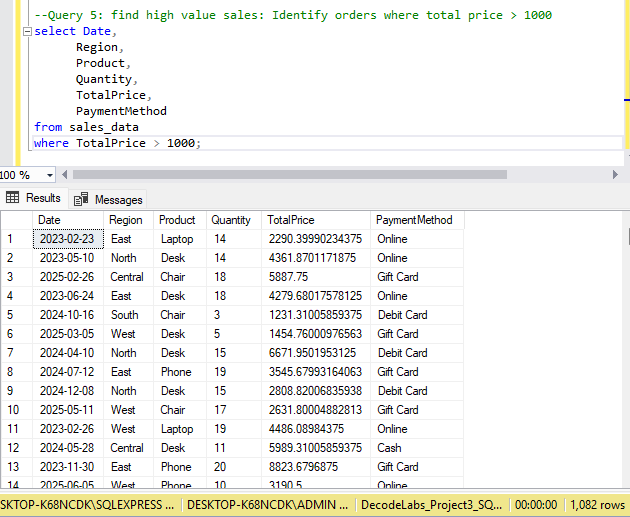 --Query 5: find high value sales: Identify orders where total price > 1000
select Date,
Region,
Product,
Quantity,
TotalPrice,
PaymentMethod
from sales_data
where TotalPrice > 1000;
100 %
Results Messages
Date Region Product Quantity TotalPrice PaymentMethod
1 2023-02-23 East Laptop 14 2290.39990234375 Online
2 2023-05-10 North Desk 14 4361.8701171875 Online
3 2025-02-26 Central Chair 18 5887.75 Gift Card
4 2023-06-24 East Desk 18 4279.68017578125 Online
5 2024-10-16 South Chair 3 1231.31005859375 Debit Card
6 2025-03-05 West Desk 5 1454.76000976563 Gift Card
7 2024-04-10 North Desk 15 6671.9501953125 Debit Card
8 2024-07-12 East Phone 19 3545.67993164063 Gift Card
9 2024-12-08 North Desk 15 2808.82006835938 Debit Card
10 2025-05-11 West Chair 17 2631.80004882813 Gift Card
11 2023-02-26 West Laptop 19 4486.08984375 Online
12 2024-05-28 Central Desk 11 5989.31005859375 Cash
13 2023-11-30 East Phone 20 8823.6796875 Gift Card
14 2025-06-05 West Phone 10 3190.5 Online
SKTOP-K68NCDK\SQLEXPRESS ... DESKTOP-K68NCDK\ADMIN ... DecodeLabs_Project3_SQ... 00:00:00 1,082 rows